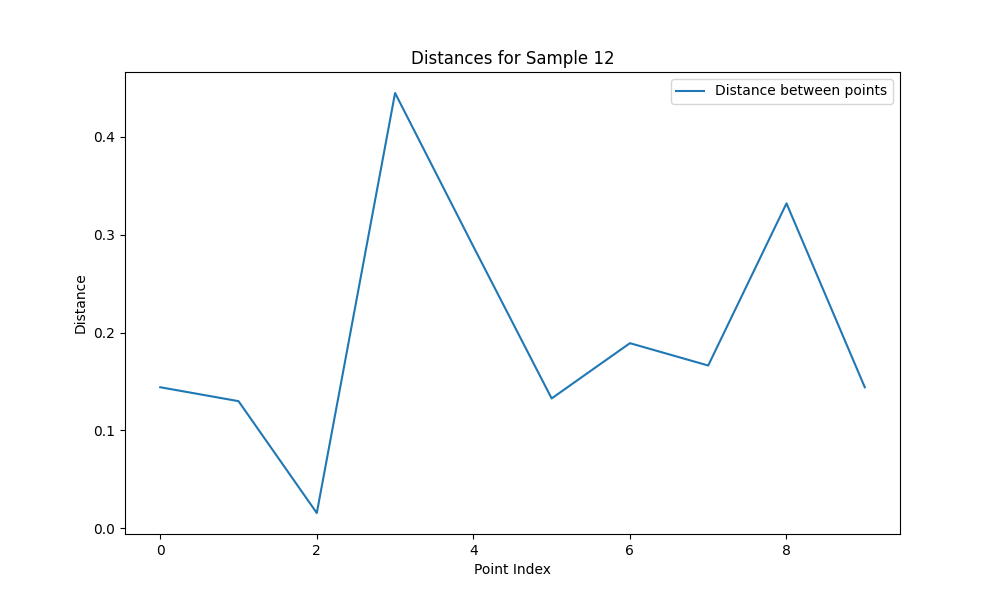 Distances for Sample 12
Distance between points
Distance
0.4
0.3
0.2
0.1
0.0
0 2 4 6 8
Point Index